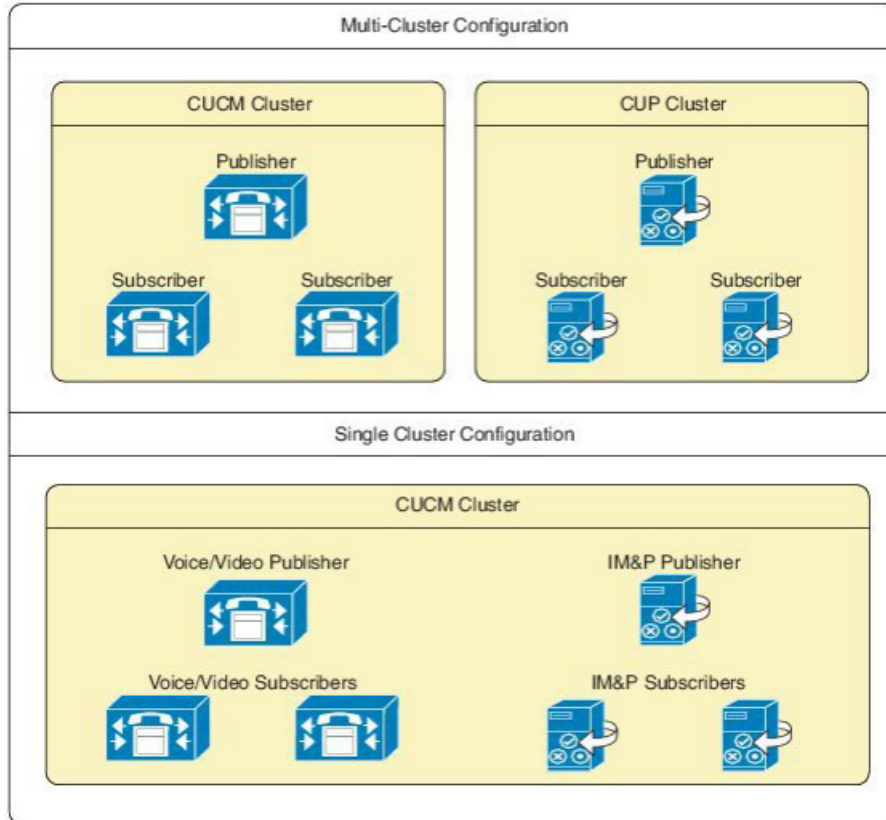 Multi-Cluster Configuration
CUCM Cluster
CUP Cluster
Publisher
Publisher
Subscriber
Subscriber
Subscriber
Subscriber
Single Cluster Configuration
CUCM Cluster
Voice/Video Publisher
IM&P Publisher
Voice/Video Subscribers
IM&P Subscribers